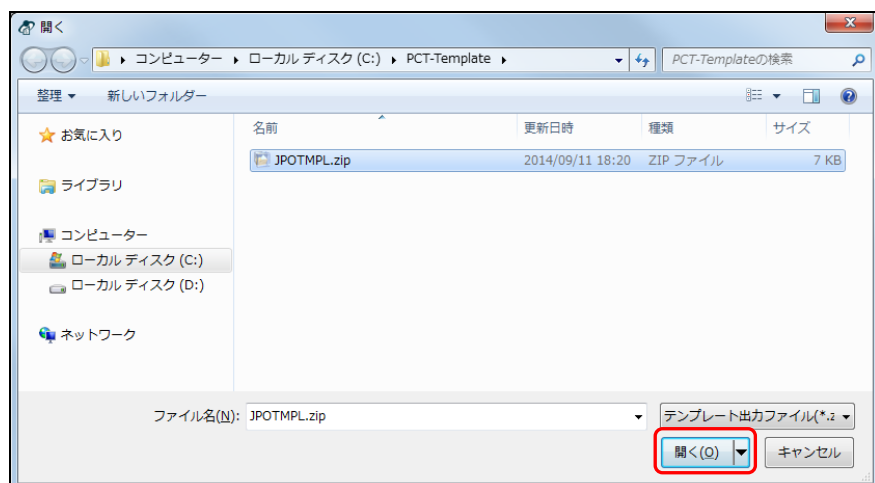 開く
コンピューター ▸ ローカル ディスク (C:) ▸ PCT-Template ▸ PCT-Templateの検索
整理 ▼ 新しいフォルダー
お気に入り
ライブラリ
コンピューター
ローカル ディスク (C:)
ローカル ディスク (D:)
ネットワーク
名前 更新日時 種類 サイズ
JPOTMPL.zip 2014/09/11 18:20 ZIP ファイル 7 KB
ファイル名(N): JPOTMPL.zip テンプレート出力ファイル(*.z
開く(O) キャンセル